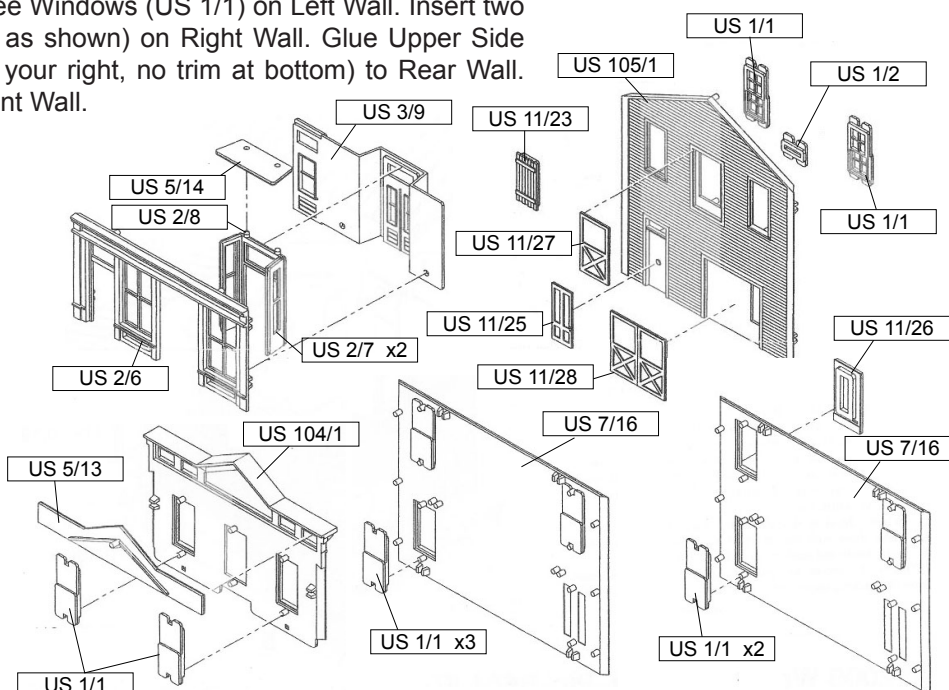 ee Windows (US 1/1) on Left Wall. Insert two
as shown) on Right Wall. Glue Upper Side
your right, no trim at bottom) to Rear Wall.
nt Wall.
US 1/1
US 105/1
US 1/2
US 3/9
US 11/23
US 5/14
US 2/8
US 1/1
US 11/27
US 11/25
US 11/26
US 2/7 x2
US 2/6
US 11/28
US 7/16
US 104/1
US 7/16
US 5/13
US 1/1 x3
US 1/1 x2
US 1/1